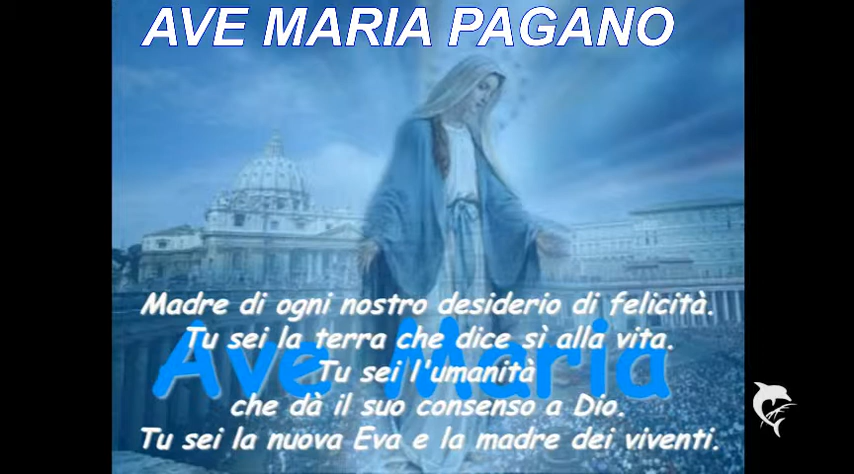 AVE MARIA PAGANO
Madre di ogni nostro desiderio di felicità.
Tu sei la terra che dice sì alla vita.
Ave Maria
Tu sei l'umanità
che dà il suo consenso a Dio.
Tu sei la nuova Eva e la madre dei viventi.